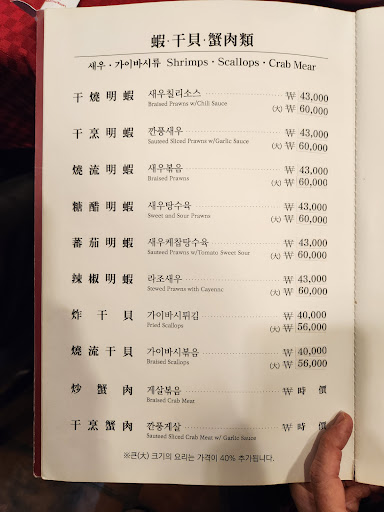 蝦·干貝·蟹肉類
새우·가이바시류 Shrimps·Scallops·Crab Mear
干燒明蝦 새우칠리소스 ₩ 43,000
Braised Prawns w/Chili Sauce (大) ₩ 60,000
干烹明蝦 깐풍새우 ₩ 43,000
Sauteed Sliced Prawns w/Garlic Sauce (大) ₩ 60,000
燒流明蝦 새우볶음 ₩ 43,000
Braised Prawns (大) ₩ 60,000
糖醋明蝦 새우탕수육 ₩ 43,000
Sweet and Sour Prawns (大) ₩ 60,000
蕃茄明蝦 새우케찹탕수육 ₩ 43,000
Sauteed Prawns w/Tomato Sweet Sour (大) ₩ 60,000
辣椒明蝦 라조새우 ₩ 43,000
Stewed Prawns with Cayenne (大) ₩ 60,000
炸干貝 가이바시튀김 ₩ 40,000
Fried Scallops (大) ₩ 56,000
燒流干貝 가이바시볶음 ₩ 40,000
Braised Scallops (大) ₩ 56,000
炒蟹肉 게살볶음 ₩ 時價
Braised Crab Meat
干烹蟹肉 깐풍게살 ₩ 時價
Sauteed Sliced Crab Meat w/ Garlic Sauce
※큰(大) 크기의 요리는 가격이 40% 추가됩니다.